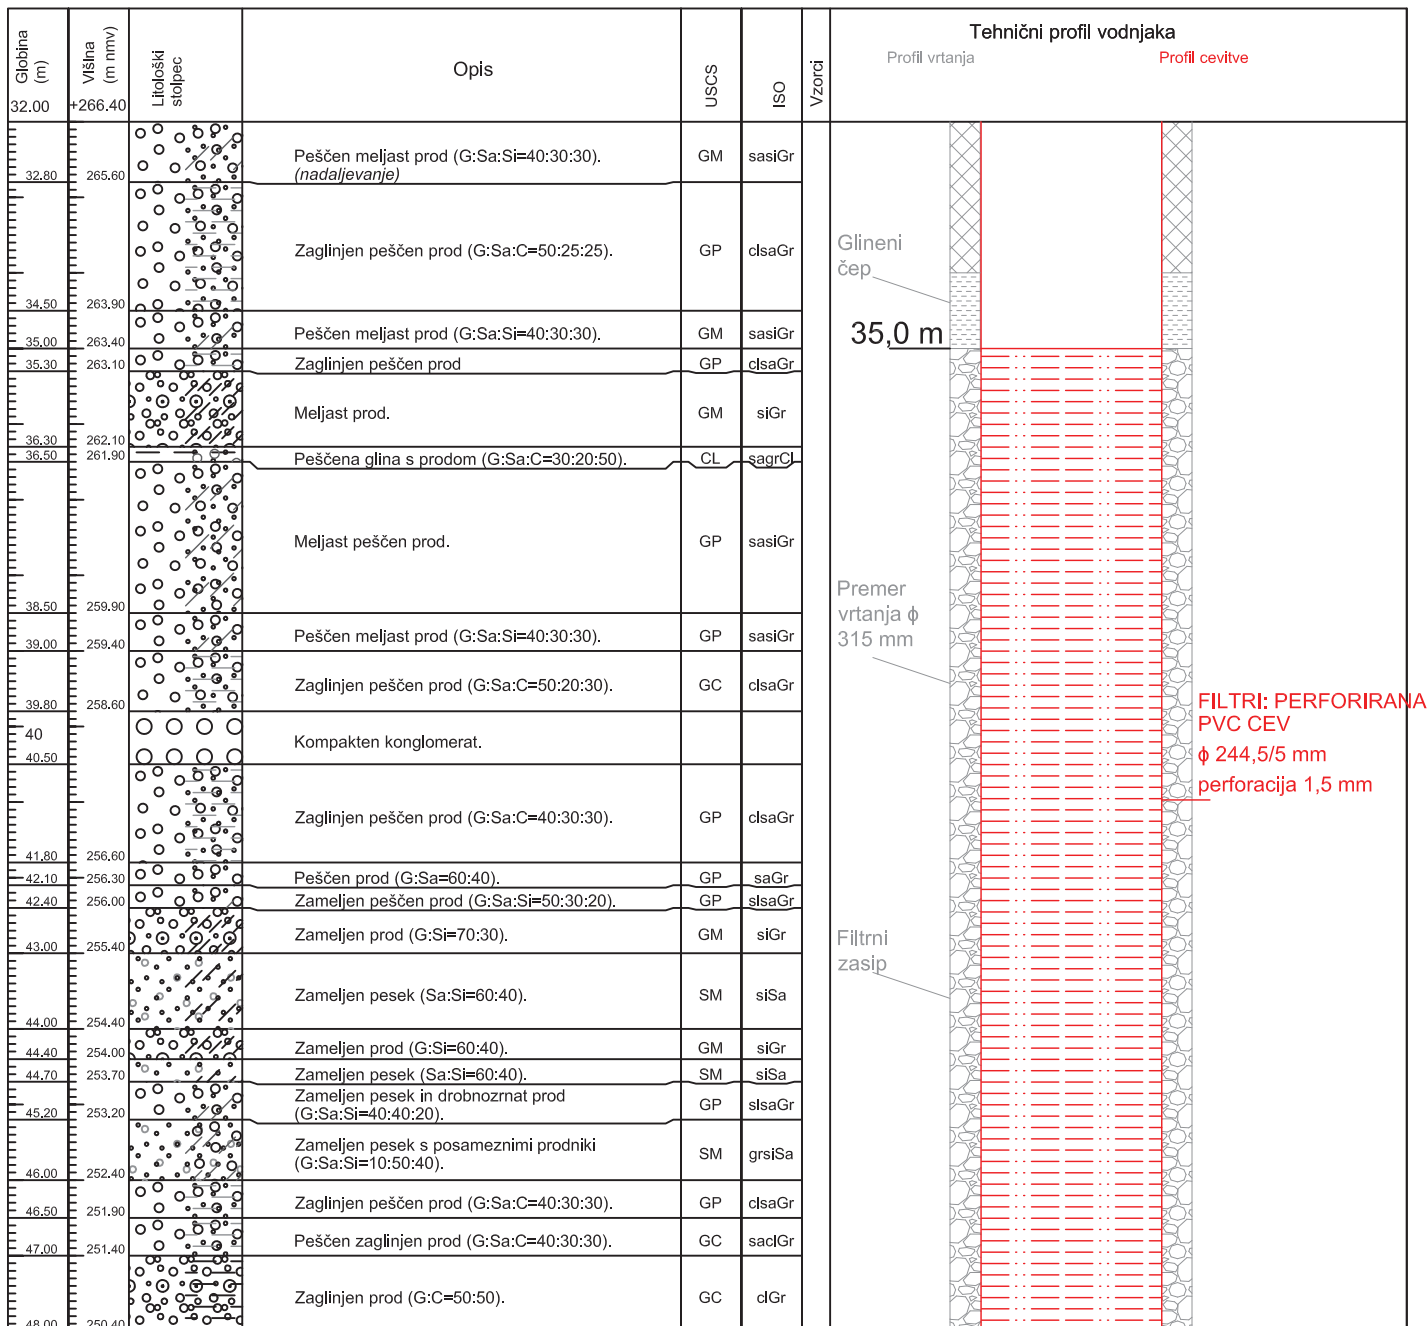 Globina
(m)
32.00
Višina
(m nmv)
+266.40
Litološki
stolpec
Opis
USCS
ISO
Vzorci
Tehnični profil vodnjaka
Profil vrtanja
Profil cevitve
32.80 265.60 Peščen meljast prod (G:Sa:Si=40:30:30). GM sasiGr
(nadaljevanje)
34.50 263.90 Zaglinjen peščen prod (G:Sa:C=50:25:25). GP clsaGr
35.00 263.40 Peščen meljast prod (G:Sa:Si=40:30:30). GM sasiGr
35.30 263.10 Zaglinjen peščen prod GP clsaGr
36.30 262.10 Meljast prod. GM siGr
36.50 261.90 Peščena glina s prodom (G:Sa:C=30:20:50). CL sagrCl
38.50 259.90 Meljast peščen prod. GP sasiGr
39.00 259.40 Peščen meljast prod (G:Sa:Si=40:30:30). GP sasiGr
39.80 258.60 Zaglinjen peščen prod (G:Sa:C=50:20:30). GC clsaGr
40
40.50 Kompakten konglomerat.
41.80 256.60 Zaglinjen peščen prod (G:Sa:C=40:30:30). GP clsaGr
42.10 256.30 Peščen prod (G:Sa=60:40). GP saGr
42.40 256.00 Zameljen peščen prod (G:Sa:Si=50:30:20). GP sIsaGr
43.00 255.40 Zameljen prod (G:Si=70:30). GM siGr
44.00 254.40 Zameljen pesek (Sa:Si=60:40). SM siSa
44.40 254.00 Zameljen prod (G:Si=60:40). GM siGr
44.70 253.70 Zameljen pesek (Sa:Si=60:40). SM siSa
45.20 253.20 Zameljen pesek in drobnozrnat prod GP sIsaGr
(G:Sa:Si=40:40:20).
46.00 252.40 Zameljen pesek s posameznimi prodniki SM grsiSa
(G:Sa:Si=10:50:40).
46.50 251.90 Zaglinjen peščen prod (G:Sa:C=40:30:30). GP clsaGr
47.00 251.40 Peščen zaglinjen prod (G:Sa:C=40:30:30). GC saclGr
48.00 250.40 Zaglinjen prod (G:C=50:50). GC clGr
Glineni
čep
35,0 m
Premer
vrtanja ϕ
315 mm
FILTRI: PERFORIRANA
PVC CEV
ϕ 244,5/5 mm
perforacija 1,5 mm
Filtrni
zasip